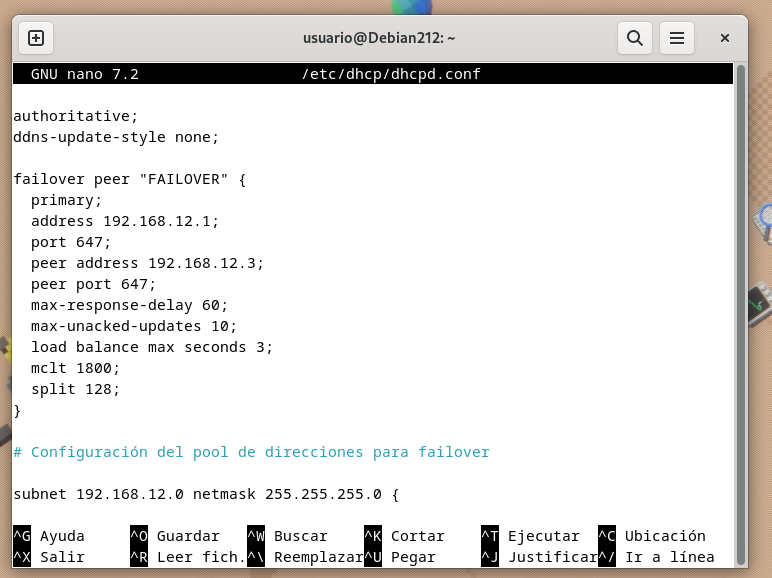 usuario@Debian212: ~
GNU nano 7.2 /etc/dhcp/dhcpd.conf
authoritative;
ddns-update-style none;
failover peer "FAILOVER" {
  primary;
  address 192.168.12.1;
  port 647;
  peer address 192.168.12.3;
  peer port 647;
  max-response-delay 60;
  max-unacked-updates 10;
  load balance max seconds 3;
  mclt 1800;
  split 128;
}
# Configuración del pool de direcciones para failover
subnet 192.168.12.0 netmask 255.255.255.0 {
^G Ayuda ^O Guardar ^W Buscar ^K Cortar ^T Ejecutar ^C Ubicación
^X Salir ^R Leer fich. ^\ Reemplazar ^U Pegar ^J Justificar ^/ Ir a línea